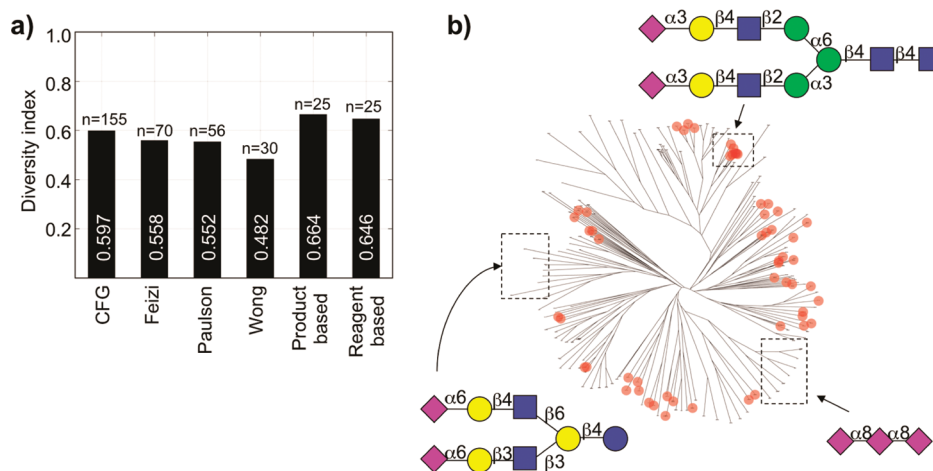 a)
1.0
0.8
0.6
0.4
0.2
Diversity index
n=155
n=70
n=56
n=30
n=25
n=25
0.597
0.558
0.552
0.482
0.664
0.646
CFG
Feizi
Paulson
Wong
Product
based
Reagent
based
b)
α3 β4 β2
α6
β4 β4
α3 β4 β2 α3
α6 β4
β6
β4
α6 β3 β3
α8 α8